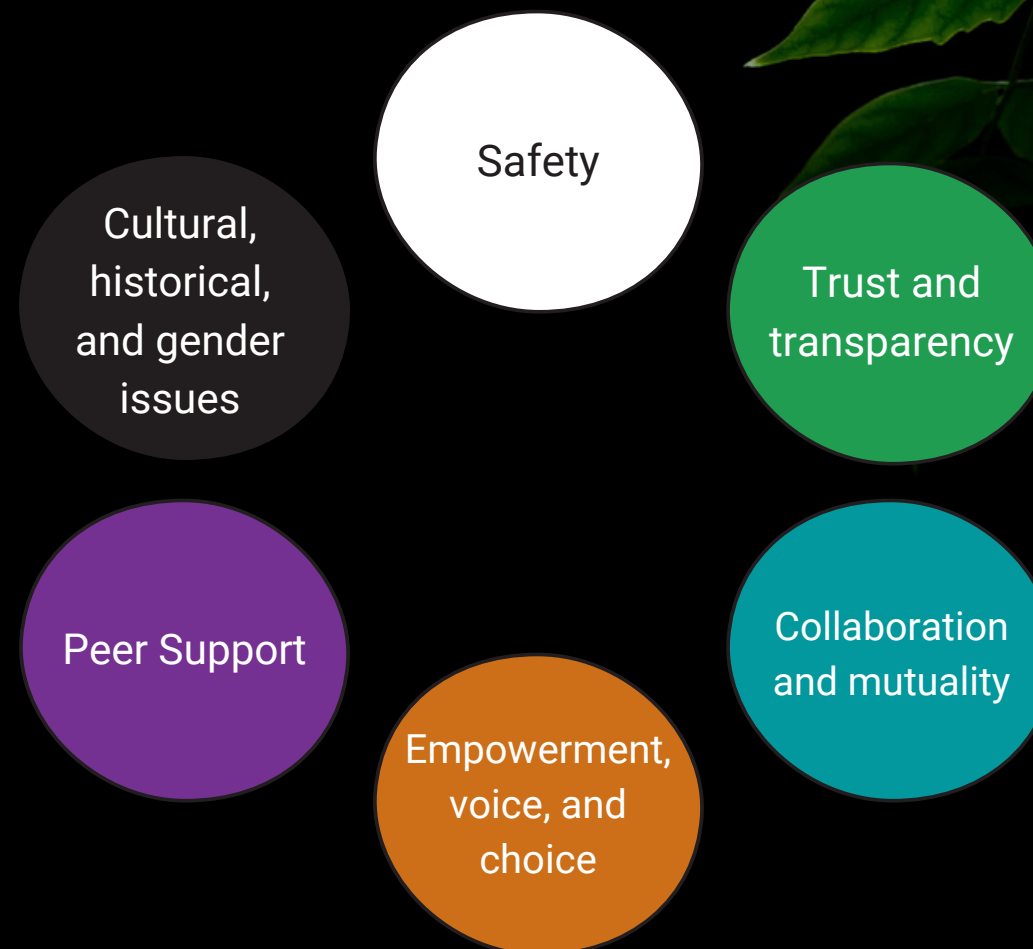 Safety
Trust and
transparency
Collaboration
and mutuality
Empowerment,
voice, and
choice
Peer Support
Cultural,
historical,
and gender
issues